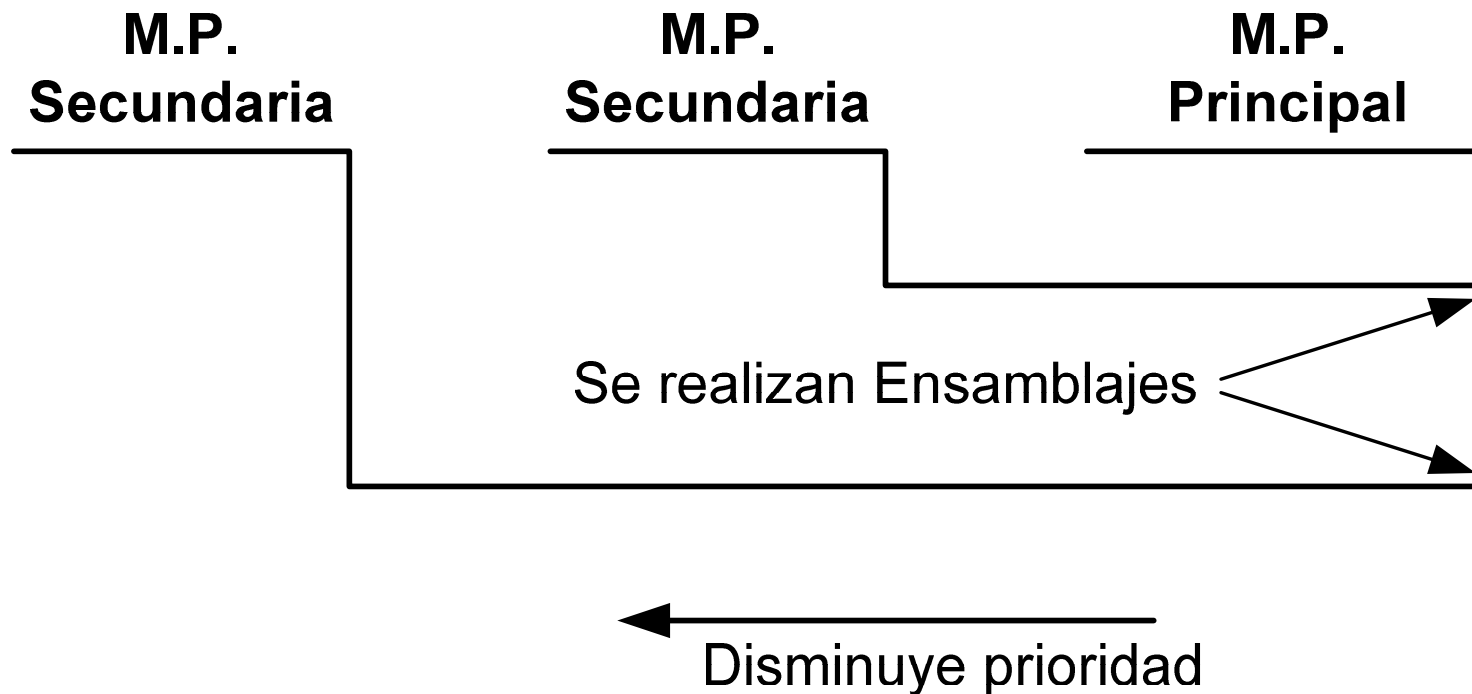 M.P.
Secundaria
M.P.
Secundaria
M.P.
Principal
Se realizan Ensamblajes
Disminuye prioridad